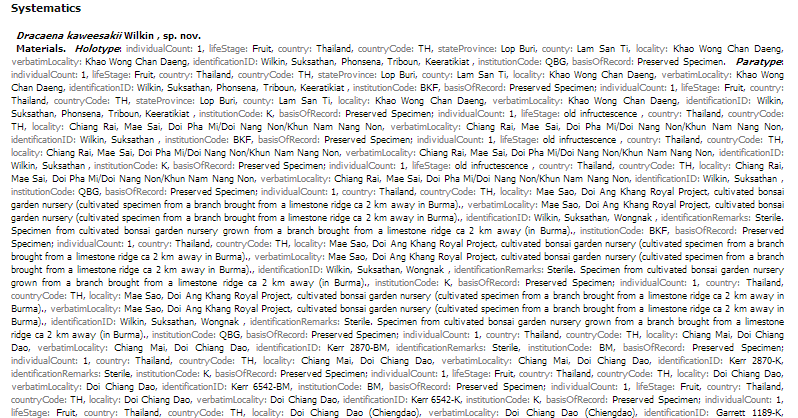 Systematics
Dracaena kaweesakii Wilkin , sp. nov.
Materials. Holotype: individualCount: 1, lifeStage: Fruit, country: Thailand, countryCode: TH, stateProvince: Lop Buri, county: Lam San Ti, locality: Khao Wong Chan Daeng,
verbatimLocality: Khao Wong Chan Daeng, identificationID: Wilkin, Suksathan, Phonsena, Triboun, Keeratikiat , institutionCode: QBG, basisOfRecord: Preserved Specimen. Paratype:
individualCount: 1, lifeStage: Fruit, country: Thailand, countryCode: TH, stateProvince: Lop Buri, county: Lam San Ti, locality: Khao Wong Chan Daeng, verbatimLocality: Khao Wong
Chan Daeng, identificationID: Wilkin, Suksathan, Phonsena, Triboun, Keeratikiat , institutionCode: BKF, basisOfRecord: Preserved Specimen; individualCount: 1, lifeStage: Fruit, country:
Thailand, countryCode: TH, stateProvince: Lop Buri, county: Lam San Ti, locality: Khao Wong Chan Daeng, verbatimLocality: Khao Wong Chan Daeng, identificationID: Wilkin,
Suksathan, Phonsena, Triboun, Keeratikiat , institutionCode: K, basisOfRecord: Preserved Specimen; individualCount: 1, lifeStage: old infructescence , country: Thailand, countryCode:
TH, locality: Chiang Rai, Mae Sai, Doi Pha Mi/Doi Nang Non/Khun Nam Nang Non, verbatimLocality: Chiang Rai, Mae Sai, Doi Pha Mi/Doi Nang Non/Khun Nam Nang Non,
identificationID: Wilkin, Suksathan , institutionCode: BKF, basisOfRecord: Preserved Specimen; individualCount: 1, lifeStage: old infructescence , country: Thailand, countryCode: TH,
locality: Chiang Rai, Mae Sai, Doi Pha Mi/Doi Nang Non/Khun Nam Nang Non, verbatimLocality: Chiang Rai, Mae Sai, Doi Pha Mi/Doi Nang Non/Khun Nam Nang Non, identificationID:
Wilkin, Suksathan , institutionCode: K, basisOfRecord: Preserved Specimen; individualCount: 1, lifeStage: old infructescence , country: Thailand, countryCode: TH, locality: Chiang Rai,
Mae Sai, Doi Pha Mi/Doi Nang Non/Khun Nam Nang Non, verbatimLocality: Chiang Rai, Mae Sai, Doi Pha Mi/Doi Nang Non/Khun Nam Nang Non, identificationID: Wilkin, Suksathan ,
institutionCode: QBG, basisOfRecord: Preserved Specimen; individualCount: 1, country: Thailand, countryCode: TH, locality: Mae Sao, Doi Ang Khang Royal Project, cultivated bonsai
garden nursery (cultivated specimen from a branch brought from a limestone ridge ca 2 km away in Burma)., verbatimLocality: Mae Sao, Doi Ang Khang Royal Project, cultivated bonsai
garden nursery (cultivated specimen from a branch brought from a limestone ridge ca 2 km away in Burma)., identificationID: Wilkin, Suksathan, Wongnak , identificationRemarks: Sterile.
Specimen from cultivated bonsai garden nursery grown from a branch brought from a limestone ridge ca 2 km away (in Burma)., institutionCode: BKF, basisOfRecord: Preserved
Specimen; individualCount: 1, country: Thailand, countryCode: TH, locality: Mae Sao, Doi Ang Khang Royal Project, cultivated bonsai garden nursery (cultivated specimen from a branch
brought from a limestone ridge ca 2 km away in Burma)., verbatimLocality: Mae Sao, Doi Ang Khang Royal Project, cultivated bonsai garden nursery (cultivated specimen from a branch
brought from a limestone ridge ca 2 km away in Burma)., identificationID: Wilkin, Suksathan, Wongnak , identificationRemarks: Sterile, Specimen from cultivated bonsai garden nursery
grown from a branch brought from a limestone ridge ca 2 km away (in Burma)., institutionCode: K, basisOfRecord: Preserved Specimen; individualCount: 1, country: Thailand,
countryCode: TH, locality: Mae Sao, Doi Ang Khang Royal Project, cultivated bonsai garden nursery (cultivated specimen from a branch brought from a limestone ridge ca 2 km away in
Burma)., verbatimLocality: Mae Sao, Doi Ang Khang Royal Project, cultivated bonsai garden nursery (cultivated specimen from a branch brought from a limestone ridge ca 2 km away in
Burma)., identificationID: Wilkin, Suksathan, Wongnak , identificationRemarks: Sterile. Specimen from cultivated bonsai garden nursery grown from a branch brought from a limestone
ridge ca 2 km away (in Burma)., institutionCode: QBG, basisOfRecord: Preserved Specimen; individualCount: 1, country: Thailand, countryCode: TH, locality: Chiang Mai, Doi Chiang
Dao, verbatimLocality: Chiang Mai, Doi Chiang Dao, identificationID: Kerr 2870-BM, identificationRemarks: Sterile, institutionCode: BM, basisOfRecord: Preserved Specimen;
individualCount: 1, country: Thailand, countryCode: TH, locality: Chiang Mai, Doi Chiang Dao, verbatimLocality: Chiang Mai, Doi Chiang Dao, identificationID: Kerr 2870-K,
identificationRemarks: Sterile, institutionCode: K, basisOfRecord: Preserved Specimen; individualCount: 1, lifeStage: Fruit, country: Thailand, countryCode: TH, locality: Doi Chiang Dao,
verbatimLocality: Doi Chiang Dao, identificationID: Kerr 6542-BM, institutionCode: BM, basisOfRecord: Preserved Specimen; individualCount: 1, lifeStage: Fruit, country: Thailand,
countryCode: TH, locality: Doi Chiang Dao, verbatimLocality: Doi Chiang Dao, identificationID: Kerr 6542-K, institutionCode: K, basisOfRecord: Preserved Specimen; individualCount: 1,
lifeStage: Fruit, country: Thailand, countryCode: TH, locality: Doi Chiang Dao (Chiengdao), verbatimLocality: Doi Chiang Dao (Chiengdao), identificationID: Garrett 1189-K,